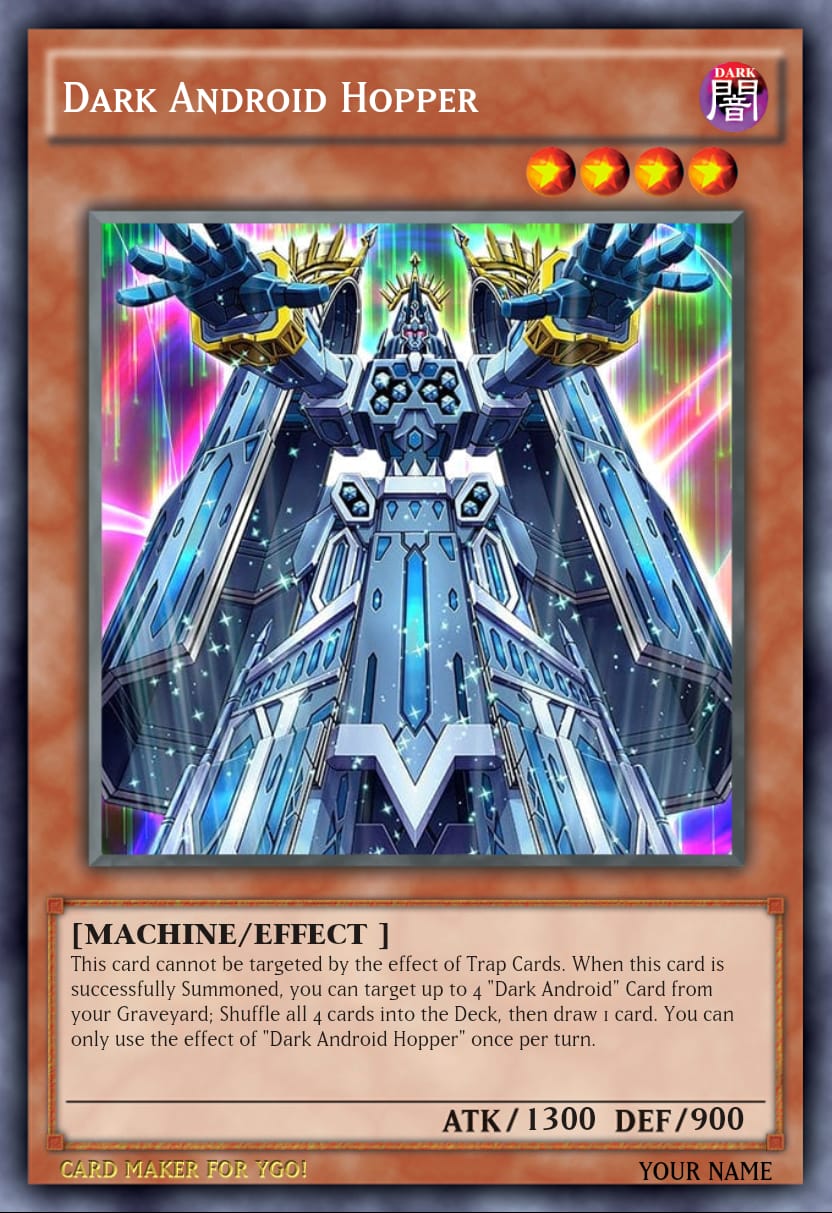 Dark Android Hopper
DARK
闇
[MACHINE/EFFECT ]
This card cannot be targeted by the effect of Trap Cards. When this card is
successfully Summoned, you can target up to 4 "Dark Android" Card from
your Graveyard; Shuffle all 4 cards into the Deck, then draw 1 card. You can
only use the effect of "Dark Android Hopper" once per turn.
ATK/1300 DEF/900
CARD MAKER FOR YGO! YOUR NAME